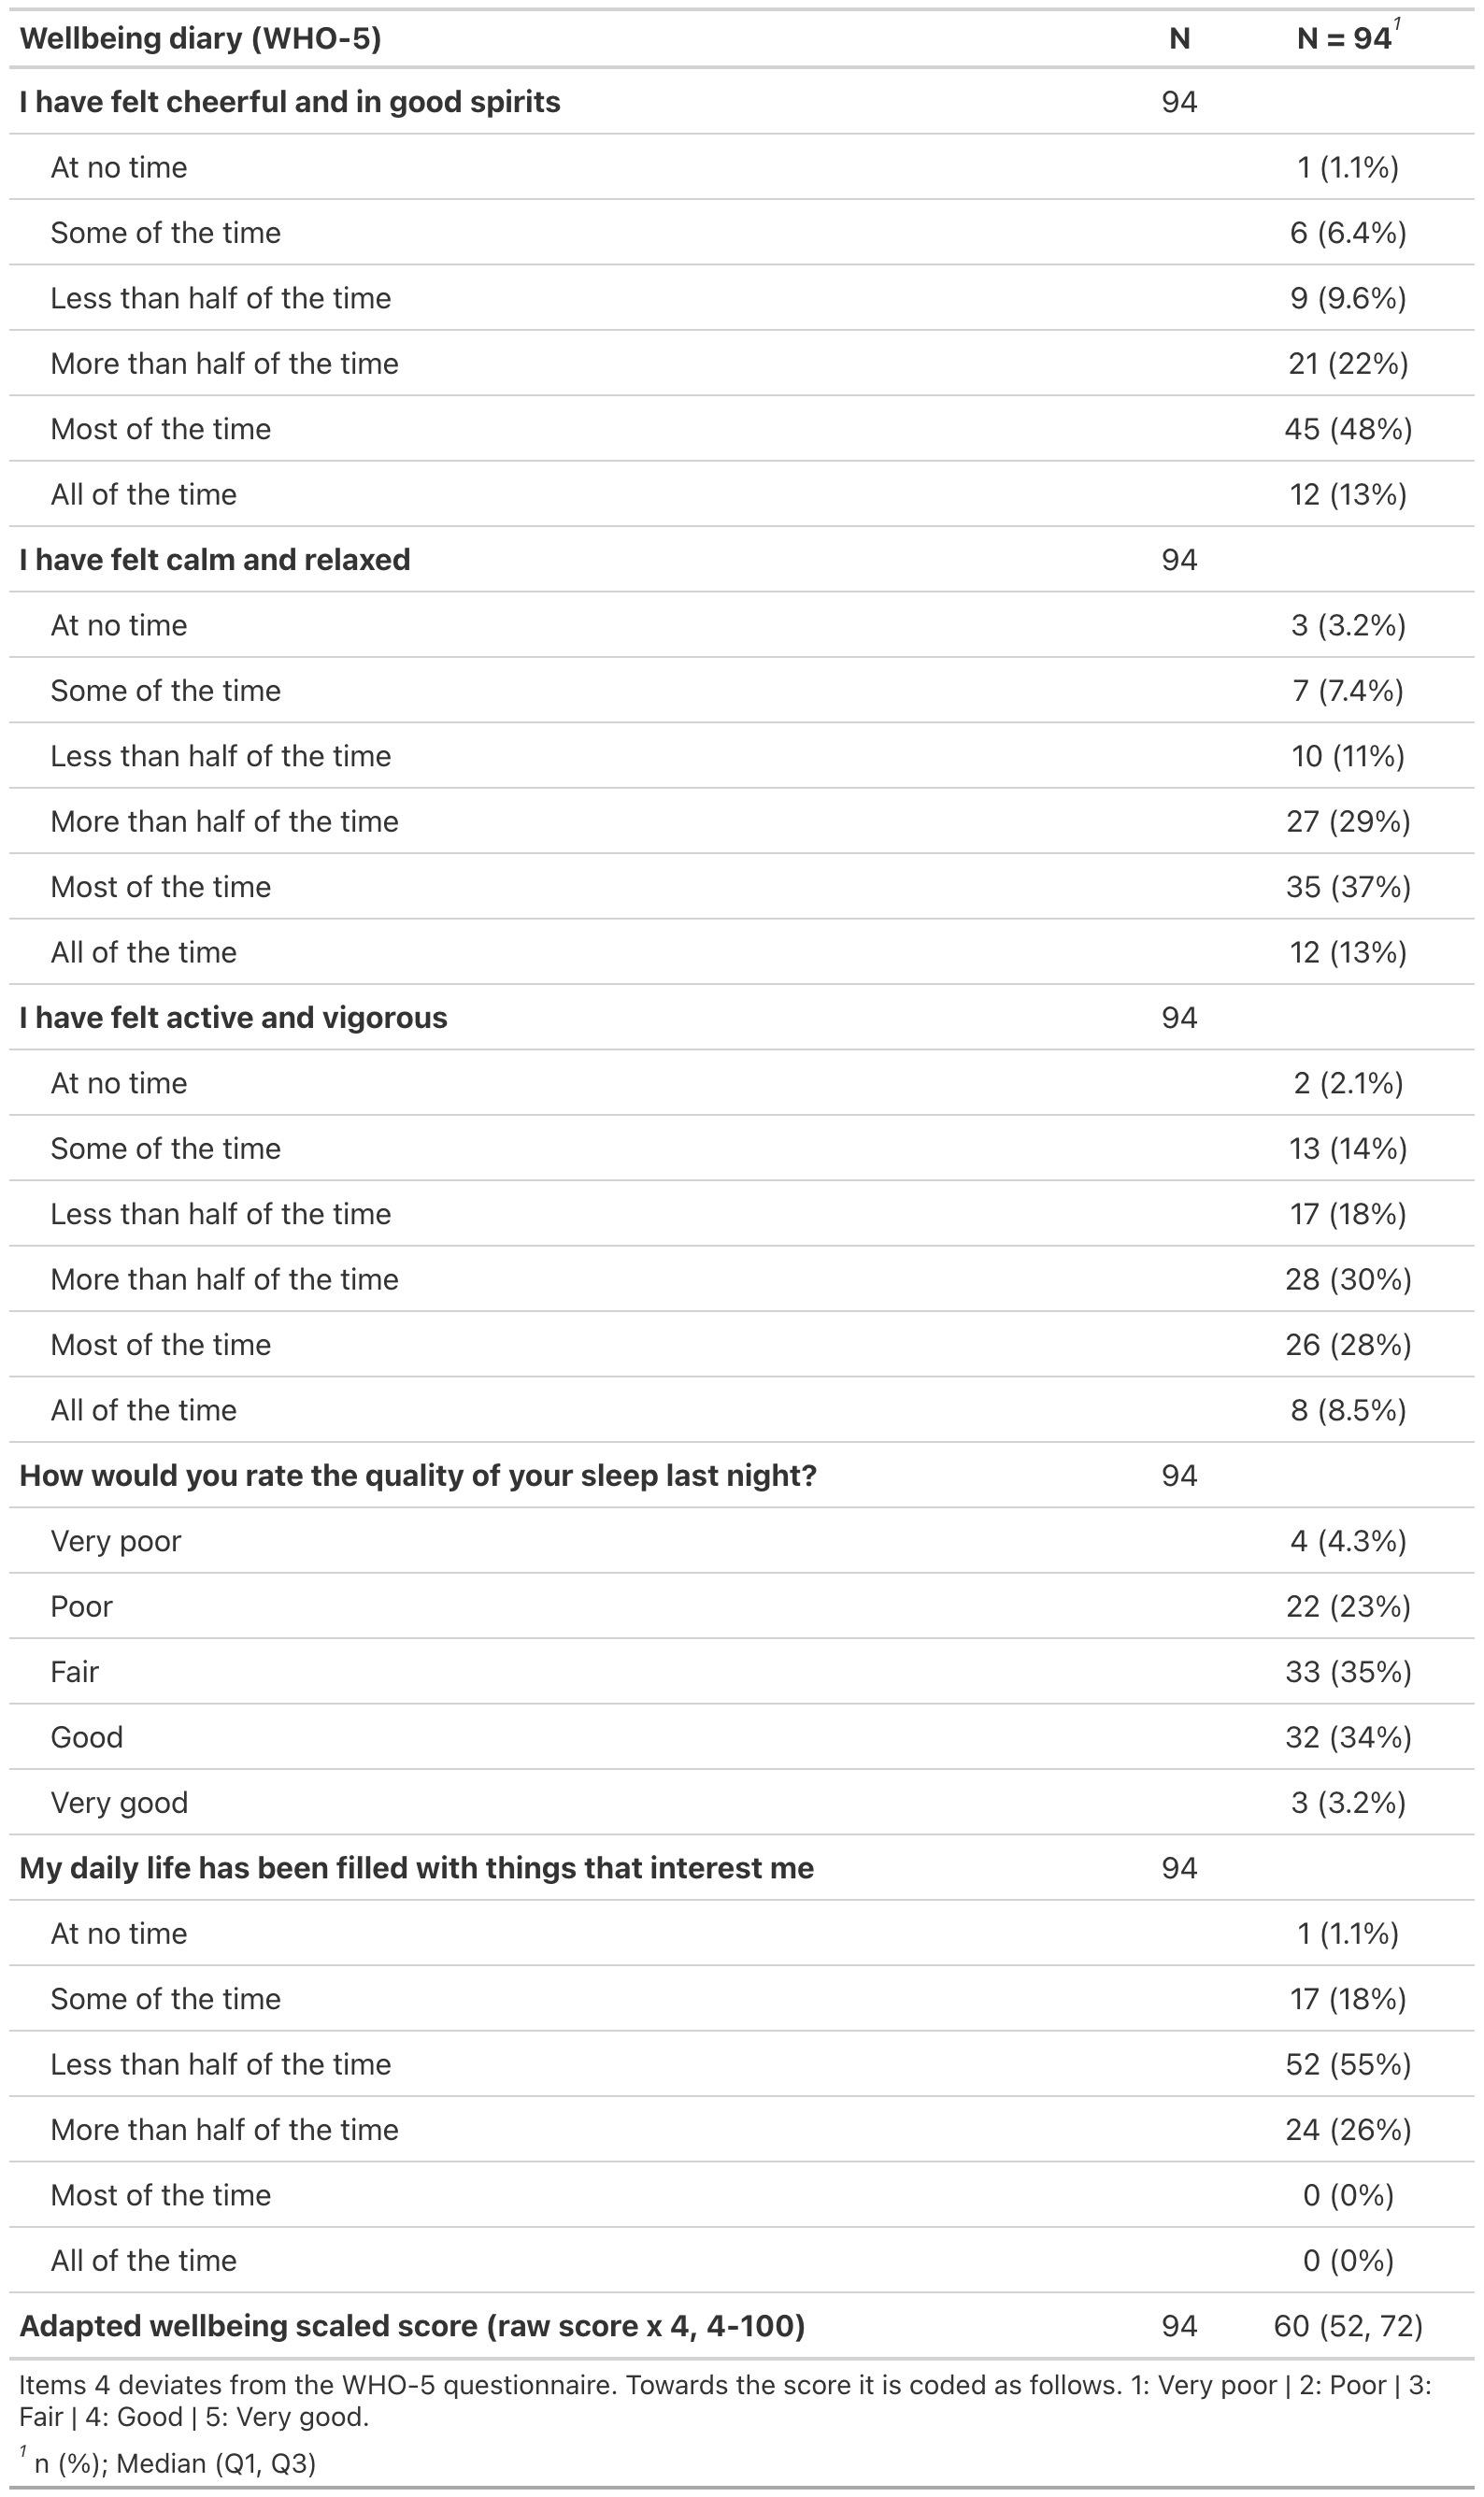 Wellbeing diary (WHO-5) N N = 94 1
I have felt cheerful and in good spirits 94
At no time 1 (1.1%)
Some of the time 6 (6.4%)
Less than half of the time 9 (9.6%)
More than half of the time 21 (22%)
Most of the time 45 (48%)
All of the time 12 (13%)
I have felt calm and relaxed 94
At no time 3 (3.2%)
Some of the time 7 (7.4%)
Less than half of the time 10 (11%)
More than half of the time 27 (29%)
Most of the time 35 (37%)
All of the time 12 (13%)
I have felt active and vigorous 94
At no time 2 (2.1%)
Some of the time 13 (14%)
Less than half of the time 17 (18%)
More than half of the time 28 (30%)
Most of the time 26 (28%)
All of the time 8 (8.5%)
How would you rate the quality of your sleep last night? 94
Very poor 4 (4.3%)
Poor 22 (23%)
Fair 33 (35%)
Good 32 (34%)
Very good 3 (3.2%)
My daily life has been filled with things that interest me 94
At no time 1 (1.1%)
Some of the time 17 (18%)
Less than half of the time 52 (55%)
More than half of the time 24 (26%)
Most of the time 0 (0%)
All of the time 0 (0%)
Adapted wellbeing scaled score (raw score x 4, 4-100) 94 60 (52, 72)
Items 4 deviates from the WHO-5 questionnaire. Towards the score it is coded as follows. 1: Very poor | 2: Poor | 3:
Fair | 4: Good | 5: Very good.
1 n (%); Median (Q1, Q3)